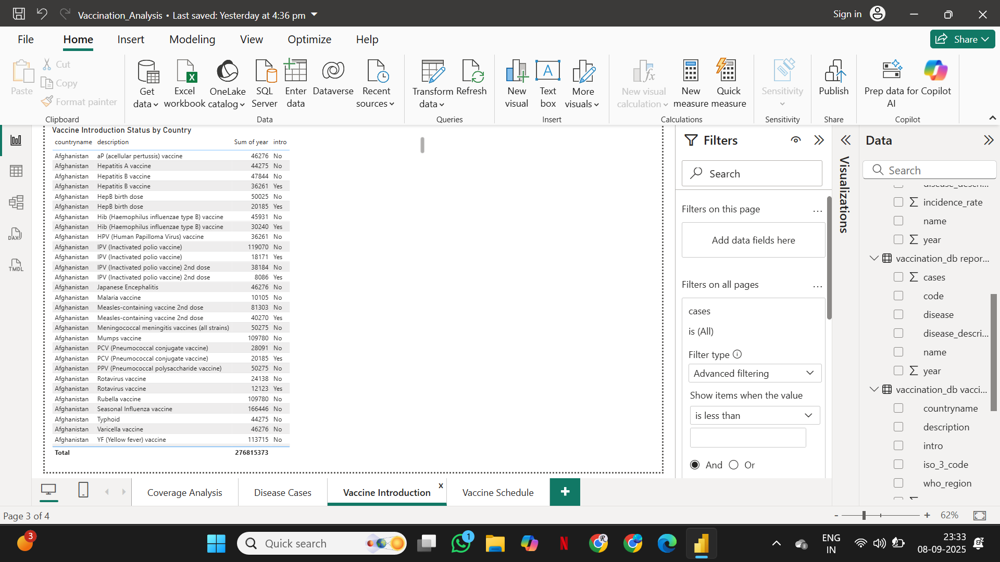 Vaccination_Analysis • Last saved: Yesterday at 4:36 pm
Sign in
File Home Insert Modeling View Optimize Help
Share
Paste
Cut
Copy
Format painter
Clipboard
Get data
Excel workbook
OneLake catalog
SQL Server
Enter data
Dataverse
Recent sources
Data
Transform data
Refresh
Queries
New visual
Text box
More visuals
Insert
New visual calculation
New measure
Quick measure
Calculations
Sensitivity
Sensitivity
Publish
Share
Prep data for AI
Copilot
Copilot
DAX
TMDL
Vaccine Introduction Status by Country
countryname description Sum of year intro
Afghanistan aP (acellular pertussis) vaccine 46276 No
Afghanistan Hepatitis A vaccine 44275 No
Afghanistan Hepatitis B vaccine 47844 No
Afghanistan Hepatitis B vaccine 36261 Yes
Afghanistan HepB birth dose 50025 No
Afghanistan HepB birth dose 20185 Yes
Afghanistan Hib (Haemophilus influenzae type B) vaccine 45931 No
Afghanistan Hib (Haemophilus influenzae type B) vaccine 30240 Yes
Afghanistan HPV (Human Papilloma Virus) vaccine 36261 No
Afghanistan IPV (Inactivated polio vaccine) 119070 No
Afghanistan IPV (Inactivated polio vaccine) 18171 Yes
Afghanistan IPV (Inactivated polio vaccine) 2nd dose 38184 No
Afghanistan IPV (Inactivated polio vaccine) 2nd dose 8086 Yes
Afghanistan Japanese Encephalitis 46276 No
Afghanistan Malaria vaccine 10105 No
Afghanistan Measles-containing vaccine 2nd dose 81303 No
Afghanistan Measles-containing vaccine 2nd dose 40270 Yes
Afghanistan Meningococcal meningitis vaccines (all strains) 50275 No
Afghanistan Mumps vaccine 109780 No
Afghanistan PCV (Pneumococcal conjugate vaccine) 28091 No
Afghanistan PCV (Pneumococcal conjugate vaccine) 20185 Yes
Afghanistan PPV (Pneumococcal polysaccharide vaccine) 50275 No
Afghanistan Rotavirus vaccine 24138 No
Afghanistan Rotavirus vaccine 12123 Yes
Afghanistan Rubella vaccine 109780 No
Afghanistan Seasonal Influenza vaccine 166446 No
Afghanistan Typhoid 44275 No
Afghanistan Varicella vaccine 46276 No
Afghanistan YF (Yellow fever) vaccine 113715 No
Total 276815373
Filters
Search
Filters on this page ...
Add data fields here
Filters on all pages ...
cases
is (All)
Filter type
Advanced filtering
Show items when the value
is less than
And Or
Visualizations
Data
Search
incidence_rate
name
year
vaccination_db repor...
cases
code
disease
disease_descri...
name
year
vaccination_db vacci...
countryname
description
intro
iso_3_code
who_region
Coverage Analysis Disease Cases Vaccine Introduction x Vaccine Schedule +
Page 3 of 4
- + 62%
3
Quick search
1
ENG
IN
23:33
08-09-2025